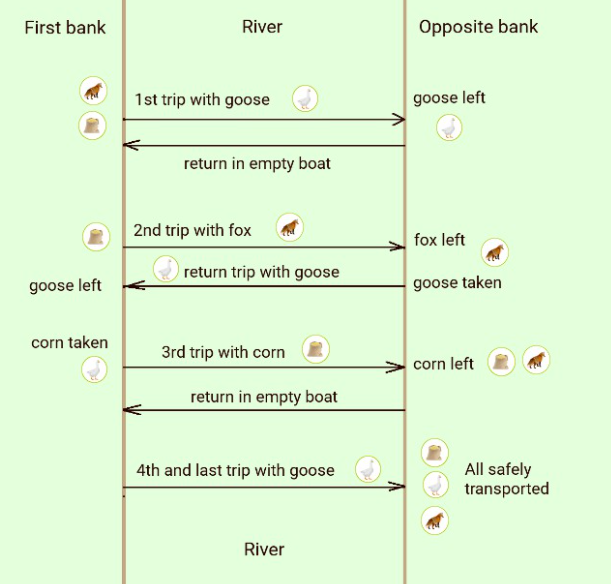 First bank
River
Opposite bank
1st trip with goose
goose left
return in empty boat
2nd trip with fox
fox left
return trip with goose
goose left
goose taken
corn taken
3rd trip with corn
corn left
return in empty boat
4th and last trip with goose
All safely
transported
River